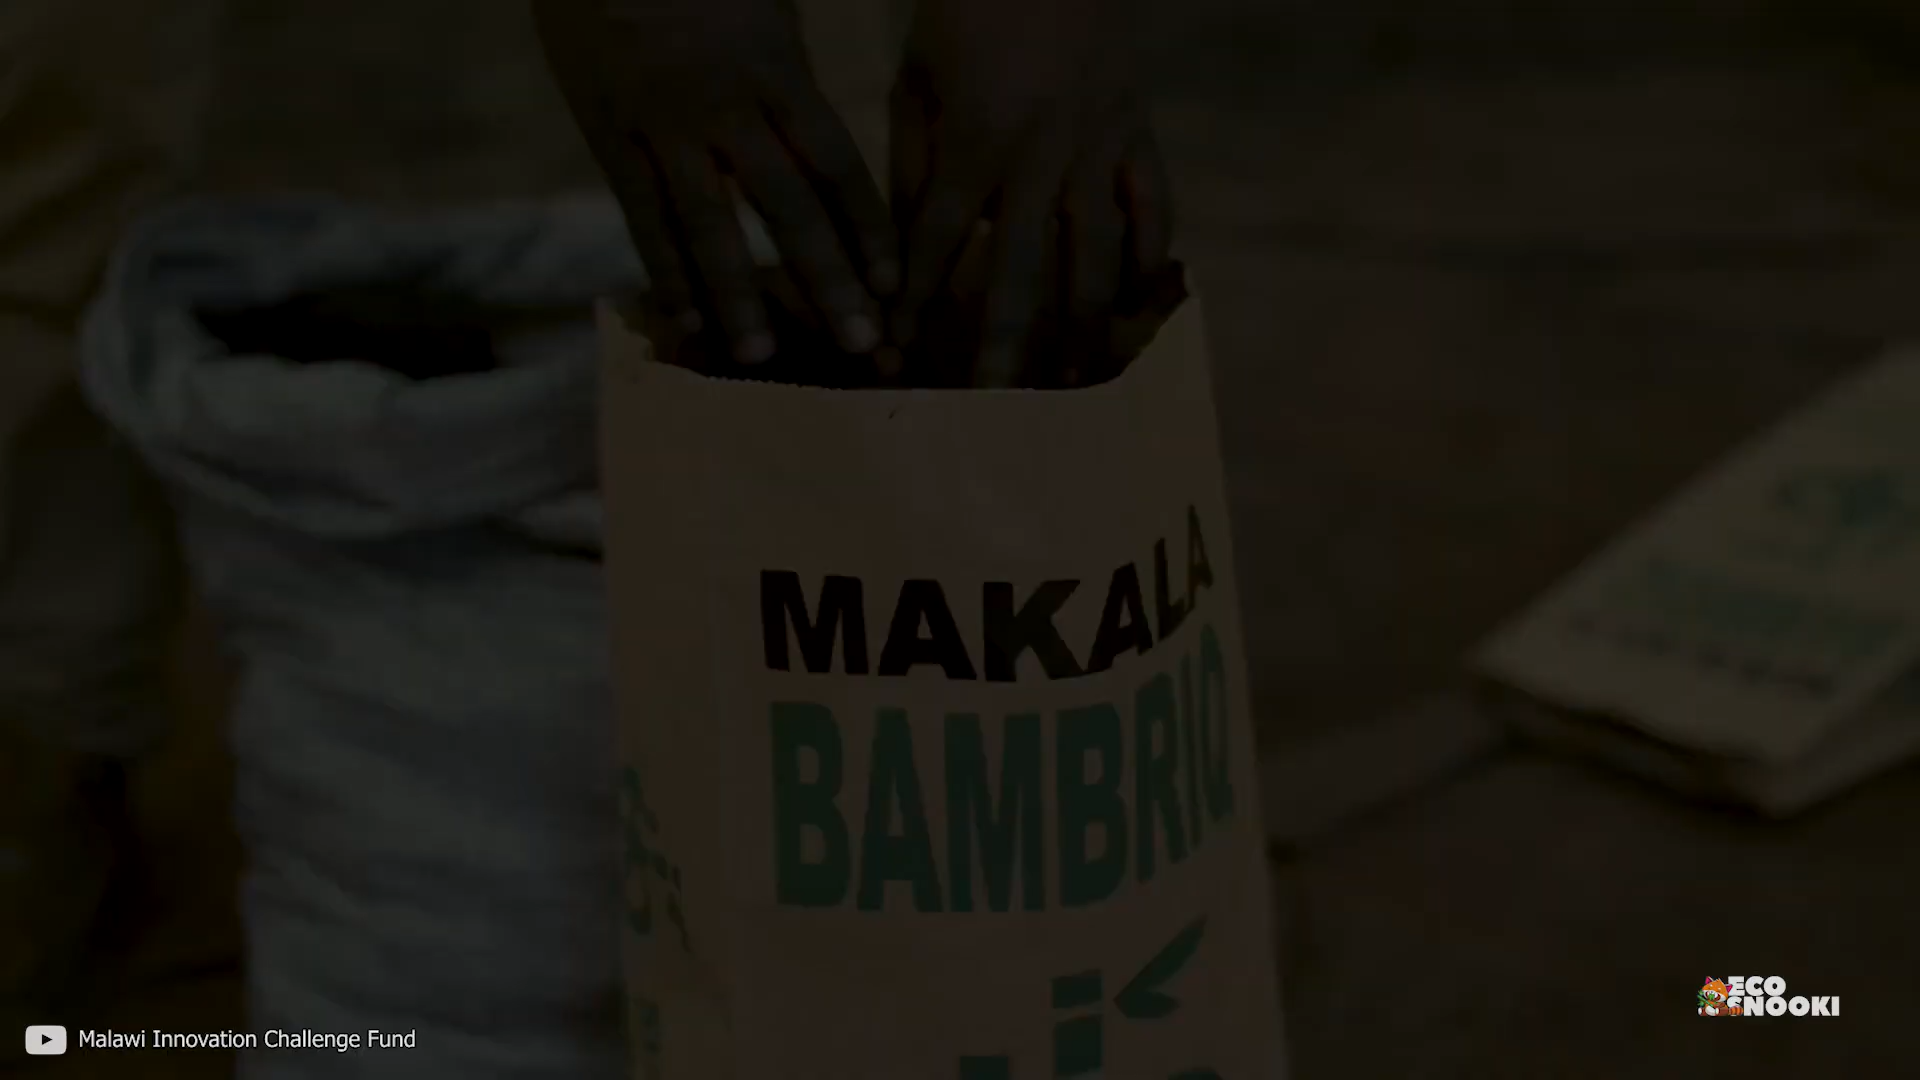 MAKALA
BAMBRIQ
ECO
SNOOKI
Malawi Innovation Challenge Fund